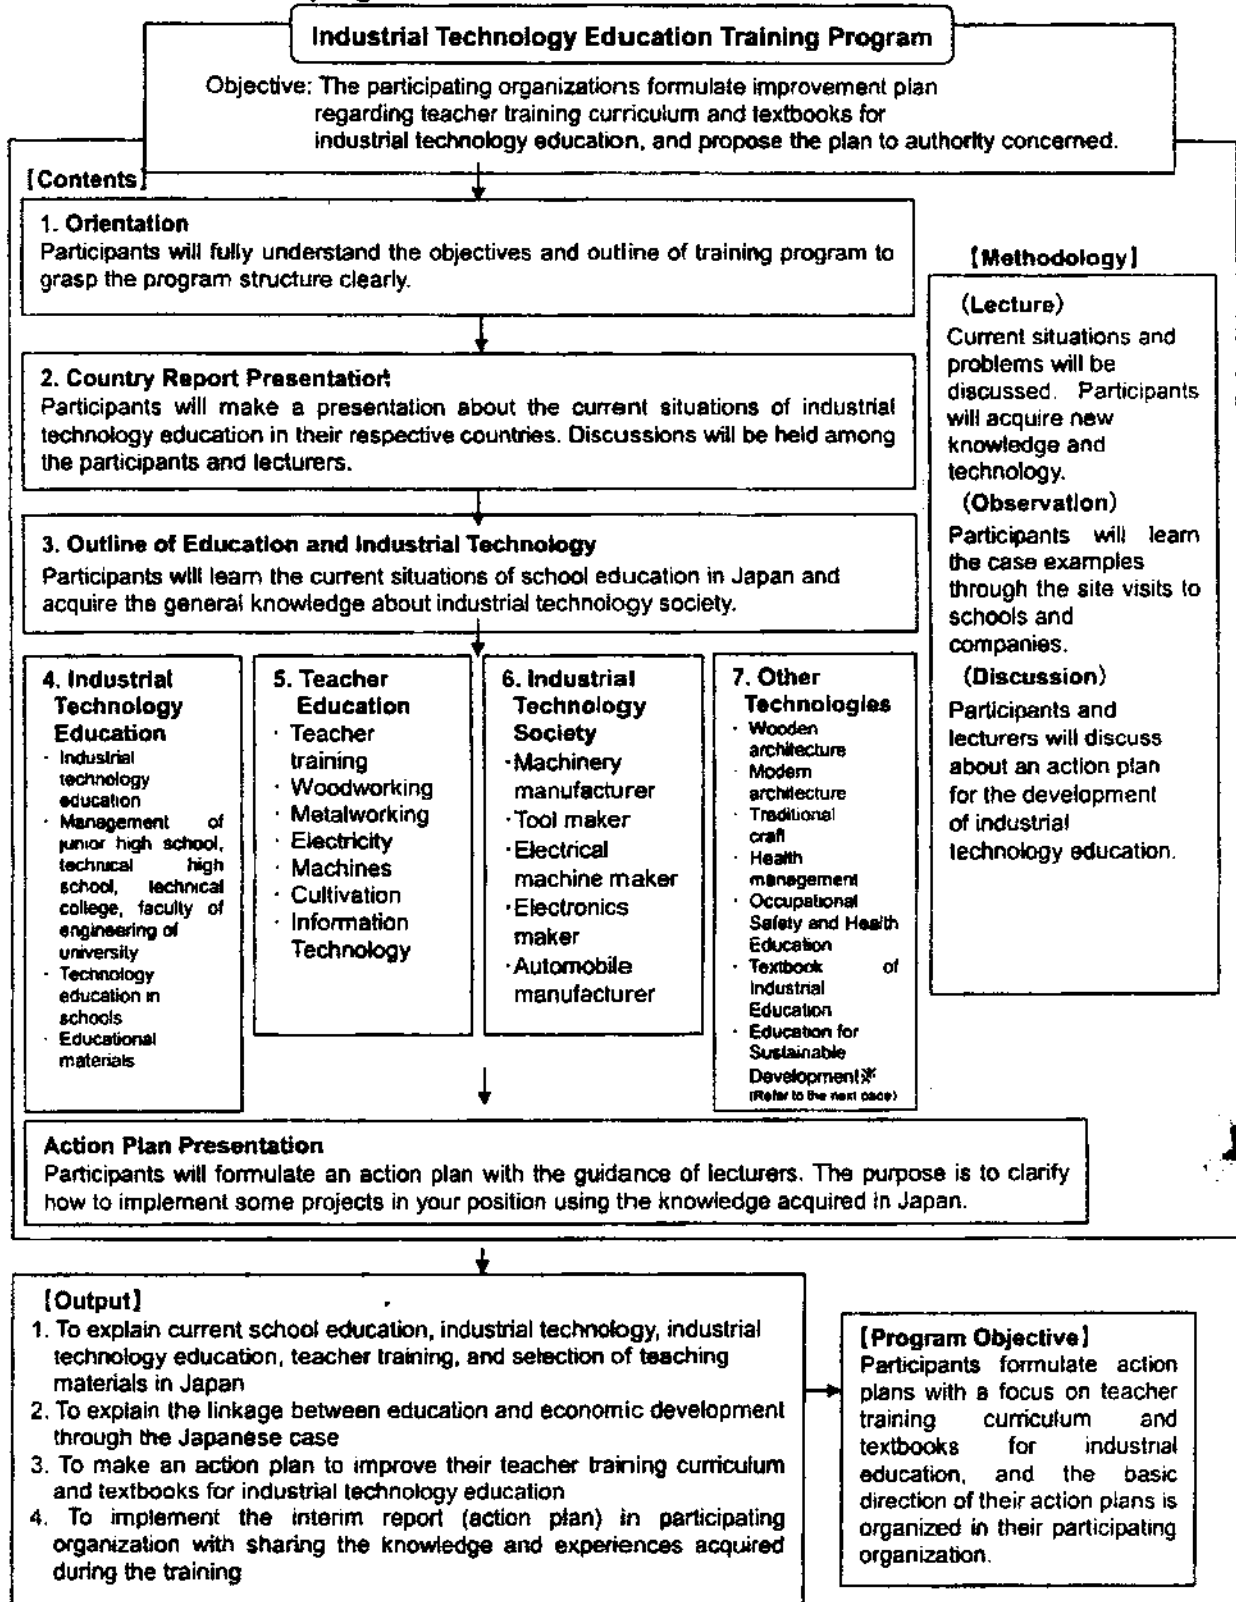 Industrial Technology Education Training Program
Objective: The participating organizations formulate improvement plan
regarding teacher training curriculum and textbooks for
industrial technology education, and propose the plan to authority concerned.
[Contents]
1. Orientation
Participants will fully understand the objectives and outline of training program to
grasp the program structure clearly.
2. Country Report Presentation
Participants will make a presentation about the current situations of industrial
technology education in their respective countries. Discussions will be held among
the participants and lecturers.
3. Outline of Education and Industrial Technology
Participants will learn the current situations of school education in Japan and
acquire the general knowledge about industrial technology society.
4. Industrial
Technology
Education
· Industrial
technology
education
· Management of
junior high school,
technical high
school, technical
college, faculty of
engineering of
university
· Technology
education in
schools
· Educational
materials
5. Teacher
Education
· Teacher
training
· Woodworking
· Metalworking
· Electricity
· Machines
· Cultivation
· Information
Technology
6. Industrial
Technology
Society
·Machinery
manufacturer
·Tool maker
·Electrical
machine maker
·Electronics
maker
·Automobile
manufacturer
7. Other
Technologies
· Wooden
architecture
· Modern
architecture
· Traditional
craft
· Health
management
· Occupational
Safety and Health
Education
· Textbook of
Industrial
Education
· Education for
Sustainable
Development※
(Refer to the next page)
[Methodology]
(Lecture)
Current situations and
problems will be
discussed. Participants
will acquire new
knowledge and
technology.
(Observation)
Participants will learn
the case examples
through the site visits to
schools and
companies.
(Discussion)
Participants and
lecturers will discuss
about an action plan
for the development
of industrial
technology education.
Action Plan Presentation
Participants will formulate an action plan with the guidance of lecturers. The purpose is to clarify
how to implement some projects in your position using the knowledge acquired in Japan.
[Output]
1. To explain current school education, industrial technology, industrial
technology education, teacher training, and selection of teaching
materials in Japan
2. To explain the linkage between education and economic development
through the Japanese case
3. To make an action plan to improve their teacher training curriculum
and textbooks for industrial technology education
4. To implement the interim report (action plan) in participating
organization with sharing the knowledge and experiences acquired
during the training
[Program Objective]
Participants formulate action
plans with a focus on teacher
training curriculum and
textbooks for industrial
education, and the basic
direction of their action plans is
organized in their participating
organization.